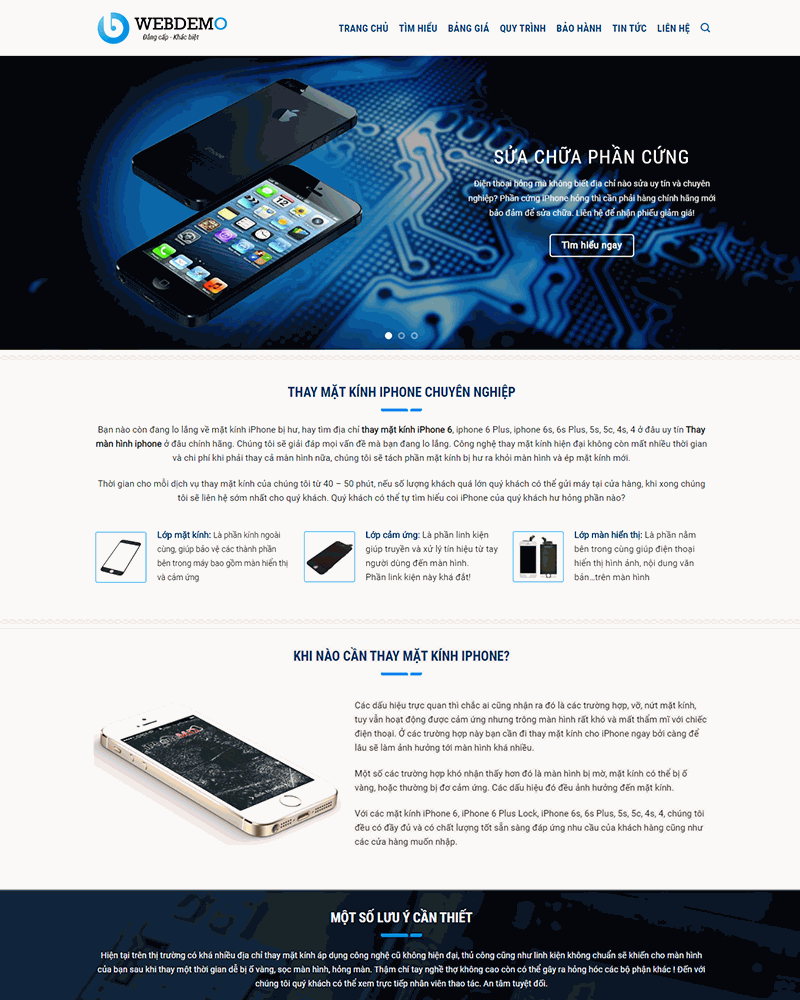 WEBDEMO
Đẳng cấp - Khác biệt
TRANG CHỦ TÌM HIỂU BẢNG GIÁ QUY TRÌNH BẢO HÀNH TIN TỨC LIÊN HỆ
SỬA CHỮA PHẦN CỨNG
Điện thoại hỏng mà không biết địa chỉ nào sửa uy tín và chuyên
nghiệp? Phần cứng iPhone hỏng thì cần phải hàng chính hãng mới
bảo đảm để sửa chữa. Liên hệ để nhận phiếu giảm giá!
Tìm hiểu ngay
THAY MẶT KÍNH IPHONE CHUYÊN NGHIỆP
Bạn nào còn đang lo lắng về mặt kính iPhone bị hư, hay tìm địa chỉ thay mặt kính iPhone 6, iphone 6 Plus, iphone 6s, 6s Plus, 5s, 5c, 4s, 4 ở đâu uy tín Thay
màn hình iphone ở đâu chính hãng. Chúng tôi sẽ giải đáp mọi vấn đề mà bạn đang lo lắng. Công nghệ thay mặt kính hiện đại không còn mất nhiều thời gian
và chi phí khi phải thay cả màn hình nữa, chúng tôi sẽ tách phần mặt kính bị hư ra khỏi màn hình và ép mặt kính mới.
Thời gian cho mỗi dịch vụ thay mặt kính của chúng tôi từ 40 – 50 phút, nếu số lượng khách quá lớn quý khách có thể gửi máy tại cửa hàng, khi xong chúng
tôi sẽ liên hệ sớm nhất cho quý khách. Quý khách có thể tự tìm hiểu coi iPhone của quý khách hư hỏng phần nào?
Lớp mặt kính: Là phần kính ngoài
cùng, giúp bảo vệ các thành phần
bên trong máy bao gồm màn hiển thị
và cảm ứng
Lớp cảm ứng: Là phần linh kiện
giúp truyền và xử lý tín hiệu từ tay
người dùng đến màn hình.
Phần link kiện này khá đắt!
Lớp màn hiển thị: Là phần nằm
bên trong cùng giúp điện thoại
hiển thị hình ảnh, nội dung văn
bản...trên màn hình
KHI NÀO CẦN THAY MẶT KÍNH IPHONE?
Các dấu hiệu trực quan thì chắc ai cũng nhận ra đó là các trường hợp, vỡ, nứt mặt kính,
tuy vẫn hoạt động được cảm ứng nhưng trông màn hình rất khó và mất thẩm mĩ với chiếc
điện thoại. Ở các trường hợp này bạn cần đi thay mặt kính cho iPhone ngay bởi càng để
lâu sẽ làm ảnh hưởng tới màn hình khá nhiều.
Một số các trường hợp khó nhận thấy hơn đó là màn hình bị mờ, mặt kính có thể bị ố
vàng, hoặc thường bị đơ cảm ứng. Các dấu hiệu đó đều ảnh hưởng đến mặt kính.
Với các mặt kính iPhone 6, iPhone 6 Plus Lock, iPhone 6s, 6s Plus, 5s, 5c, 4s, 4, chúng tôi
đều có đầy đủ và có chất lượng tốt sẵn sàng đáp ứng nhu cầu của khách hàng cũng như
các cửa hàng muốn nhập.
MỘT SỐ LƯU Ý CẦN THIẾT
Hiện tại trên thị trường có khá nhiều địa chỉ thay mặt kính áp dụng công nghệ cũ không hiện đại, thủ công cũng như linh kiện không chuẩn sẽ khiến cho màn hình
của bạn sau khi thay một thời gian dễ bị ố vàng, sọc màn hình, hỏng màn. Thậm chí tay nghề thợ không cao còn có thể gây ra hỏng hóc các bộ phận khác ! Đến với
chúng tôi quý khách có thể xem trực tiếp nhân viên thao tác. An tâm tuyệt đối.